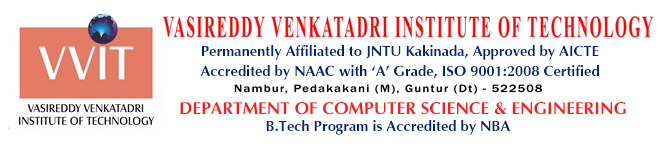 VVIT
VASIREDDY VENKATADRI
INSTITUTE OF TECHNOLOGY
VASIREDDY VENKATADRI INSTITUTE OF TECHNOLOGY
Permanently Affiliated to JNTU Kakinada, Approved by AICTE
Accredited by NAAC with ‘A’ Grade, ISO 9001:2008 Certified
Nambur, Pedakakani (M), Guntur (Dt) - 522508
DEPARTMENT OF COMPUTER SCIENCE & ENGINEERING
B.Tech Program is Accredited by NBA